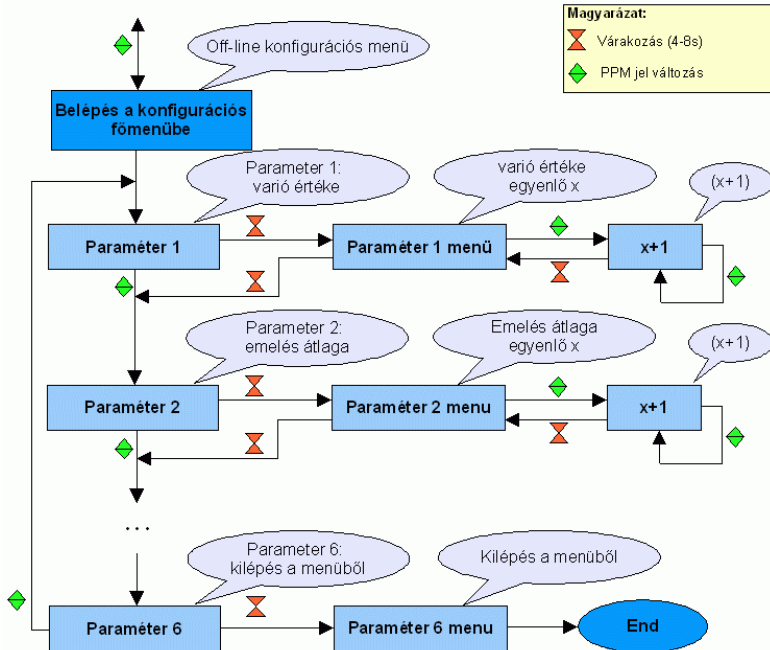 Magyarázat:
Várakozás (4-8s)
PPM jel változás
Off-line konfigurációs menü
Belépés a konfigurációs
főmenübe
Parameter 1:
varió értéke
varió értéke
egyenlő x
(x+1)
Paraméter 1
Paraméter 1 menü
x+1
Parameter 2:
emelés átlaga
Emelés átlaga
egyenlő x
(x+1)
Paraméter 2
Paraméter 2 menu
x+1
...
Parameter 6:
kilépés a menüből
Kilépés a menüből
Paraméter 6
Paraméter 6 menu
End